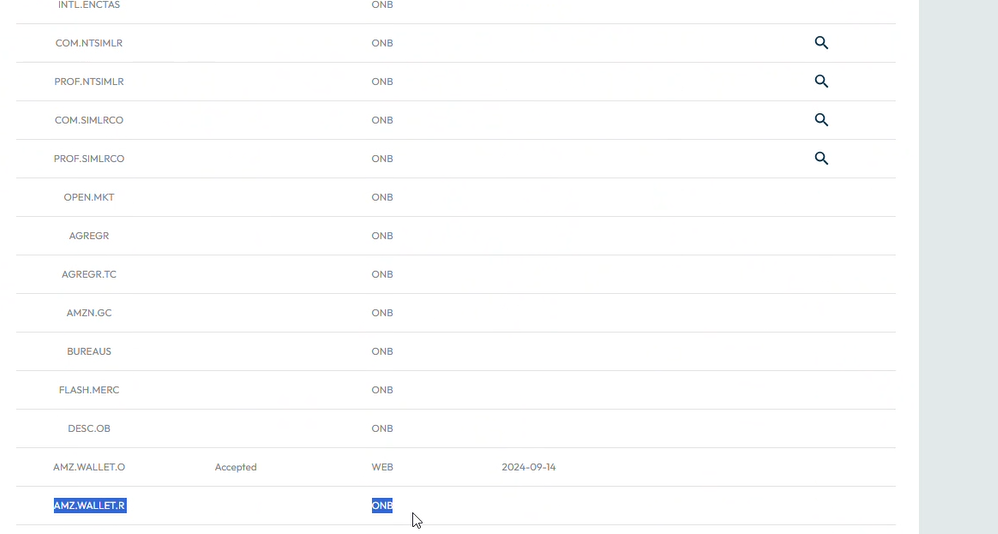 INTL.ENCTAS ONB
COM.NTSIMLR ONB
PROF.NTSIMLR ONB
COM.SIMLRCO ONB
PROF.SIMLRCO ONB
OPEN.MKT ONB
AGREGR ONB
AGREGR.TC ONB
AMZN.GC ONB
BUREAUS ONB
FLASH.MERC ONB
DESC.OB ONB
AMZ.WALLET.O Accepted WEB 2024-09-14
AMZ.WALLET.R ONB